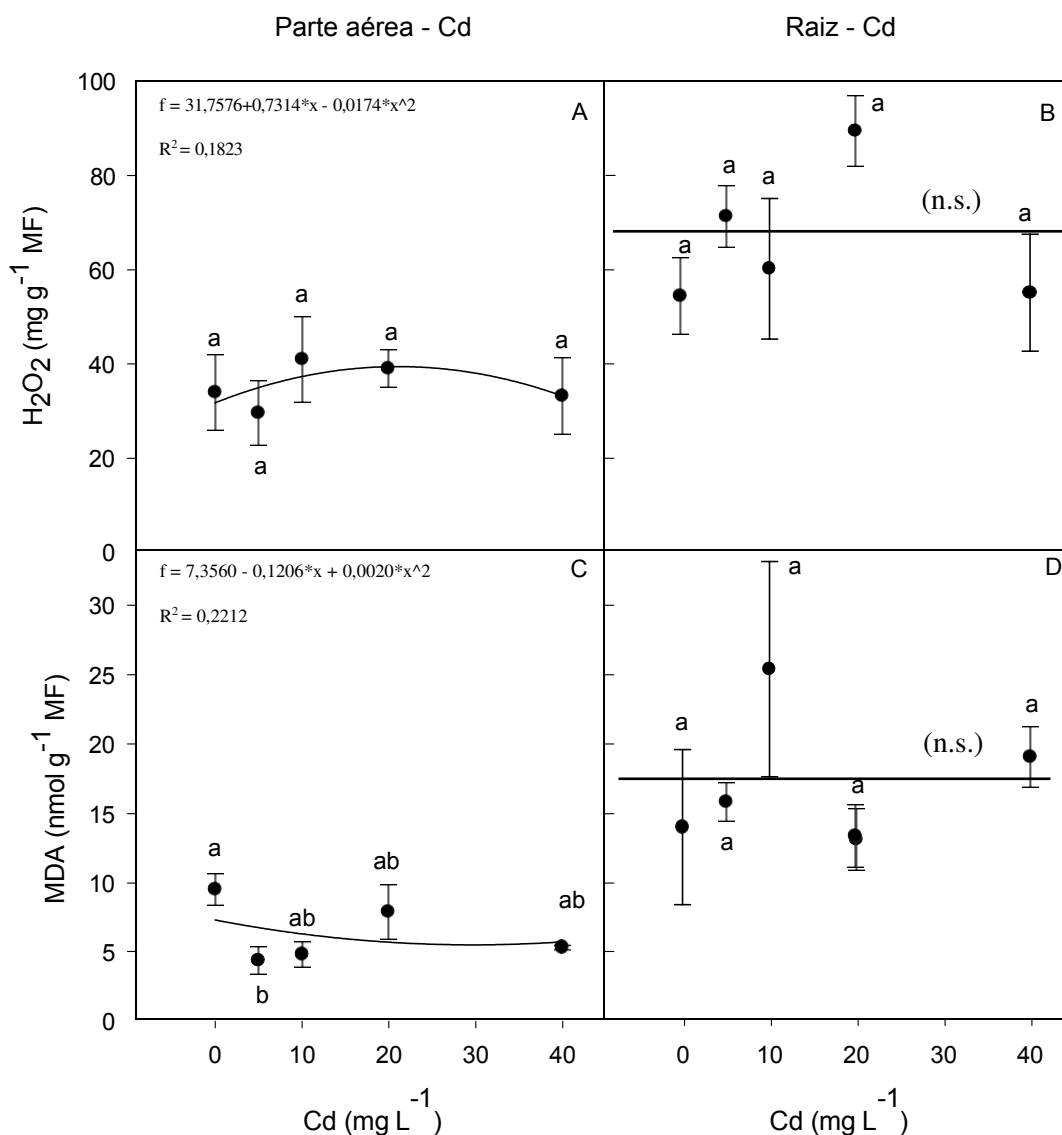 Parte aérea - Cd
Raiz - Cd
100
80
60
40
20
0
H2O2 (mg g-1 MF)
f = 31,7576+0,7314*x - 0,0174*x^2
R2 = 0,1823
A
a
a
a
a
a
B
a
a
a
a
a
(n.s.)
30
25
20
15
10
5
0
MDA (nmol g-1 MF)
f = 7,3560 - 0,1206*x + 0,0020*x^2
R2 = 0,2212
C
a
b
ab
ab
ab
D
a
a
a
a
a
(n.s.)
0 10 20 30 40
0 10 20 30 40
Cd (mg L-1)
Cd (mg L-1)